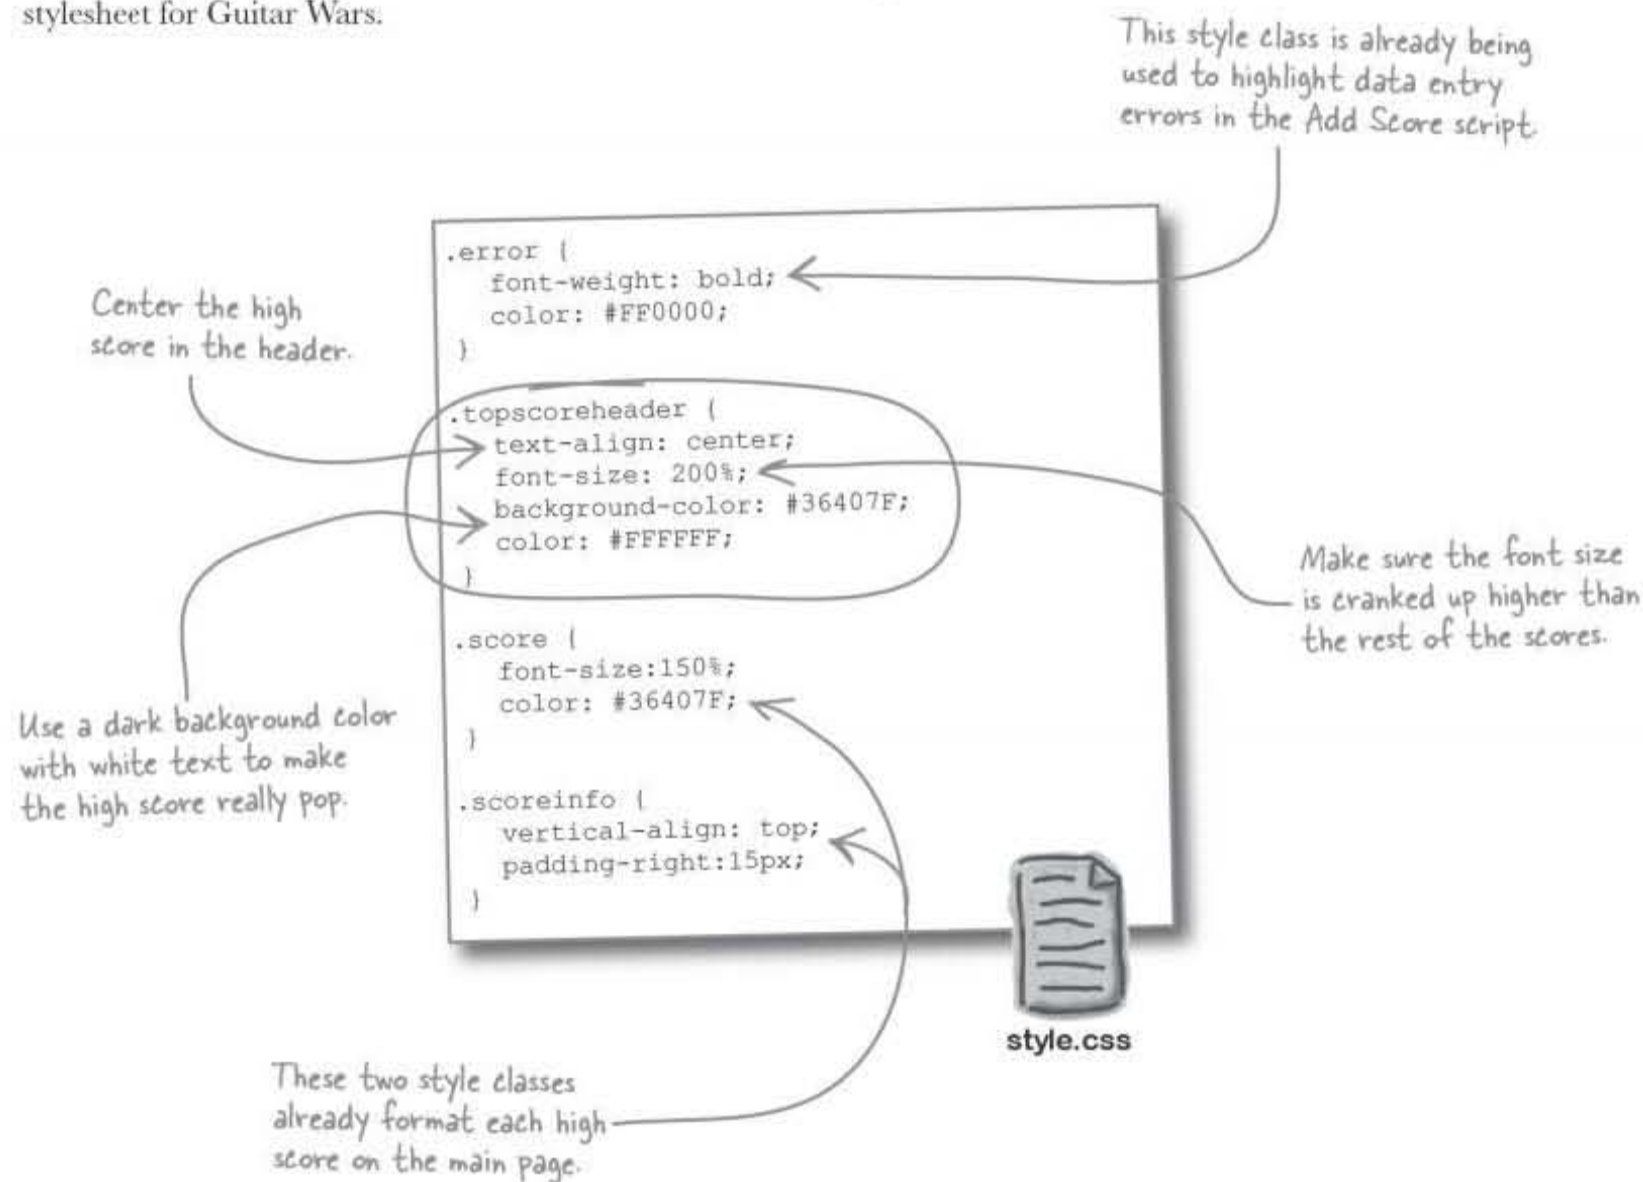 stylesheet for Guitar Wars.
This style class is already being
used to highlight data entry
errors in the Add Score script.
.error {
font-weight: bold;
color: #FF0000;
}
Center the high
score in the header.
.topscoreheader {
text-align: center;
font-size: 200%;
background-color: #36407F;
color: #FFFFFF;
}
Make sure the font size
is cranked up higher than
the rest of the scores.
.score {
font-size:150%;
color: #36407F;
}
Use a dark background color
with white text to make
the high score really pop.
.scoreinfo {
vertical-align: top;
padding-right:15px;
}
style.css
These two style classes
already format each high
score on the main page.